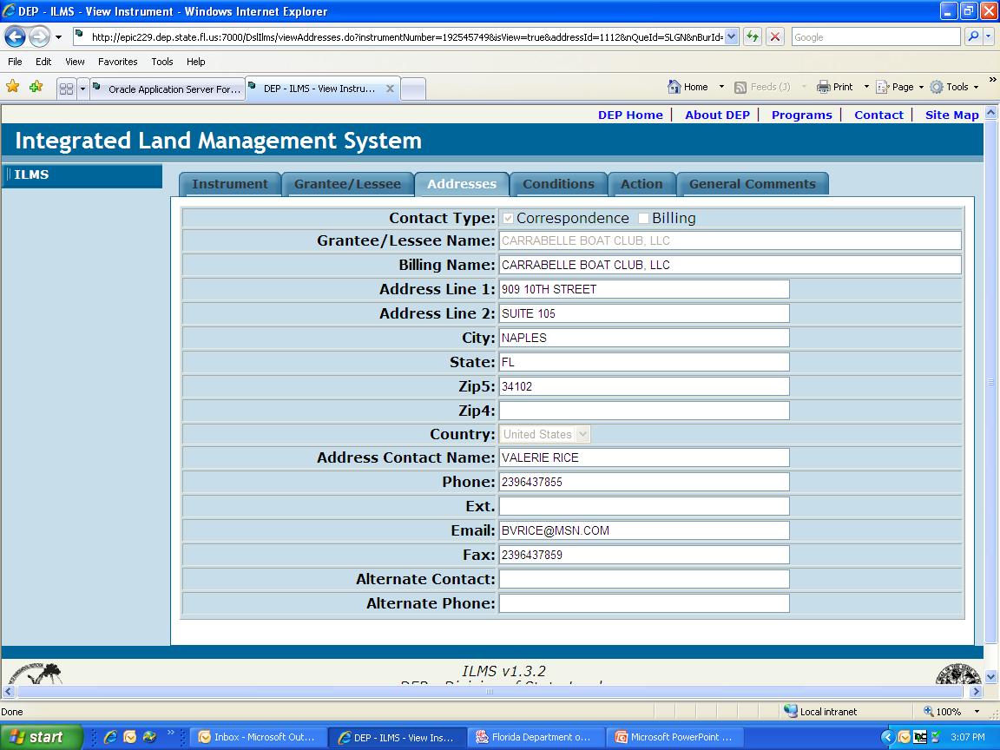 DEP - ILMS - View Instrument - Windows Internet Explorer
http://epic229.dep.state.fl.us:7000/DslIlms/viewAddresses.do?instrumentNumber=192545749&isView=true&addressId=1112&nQueId=SLGN&nBurId=
Google
File Edit View Favorites Tools Help
Oracle Application Server For... DEP - ILMS - View Instru... Home Feeds (J) Print Page Tools
DEP Home About DEP Programs Contact Site Map
Integrated Land Management System
ILMS
Instrument Grantee/Lessee Addresses Conditions Action General Comments
Contact Type: Correspondence Billing
Grantee/Lessee Name: CARRABELLE BOAT CLUB, LLC
Billing Name: CARRABELLE BOAT CLUB, LLC
Address Line 1: 909 10TH STREET
Address Line 2: SUITE 105
City: NAPLES
State: FL
Zip5: 34102
Zip4:
Country: United States
Address Contact Name: VALERIE RICE
Phone: 2396437855
Ext.
Email: BVRICE@MSN.COM
Fax: 2396437859
Alternate Contact:
Alternate Phone:
ILMS v1.3.2
Done Local intranet 100%
start Inbox - Microsoft Out... DEP - ILMS - View Ins... Florida Department o... Microsoft PowerPoint ... 3:07 PM